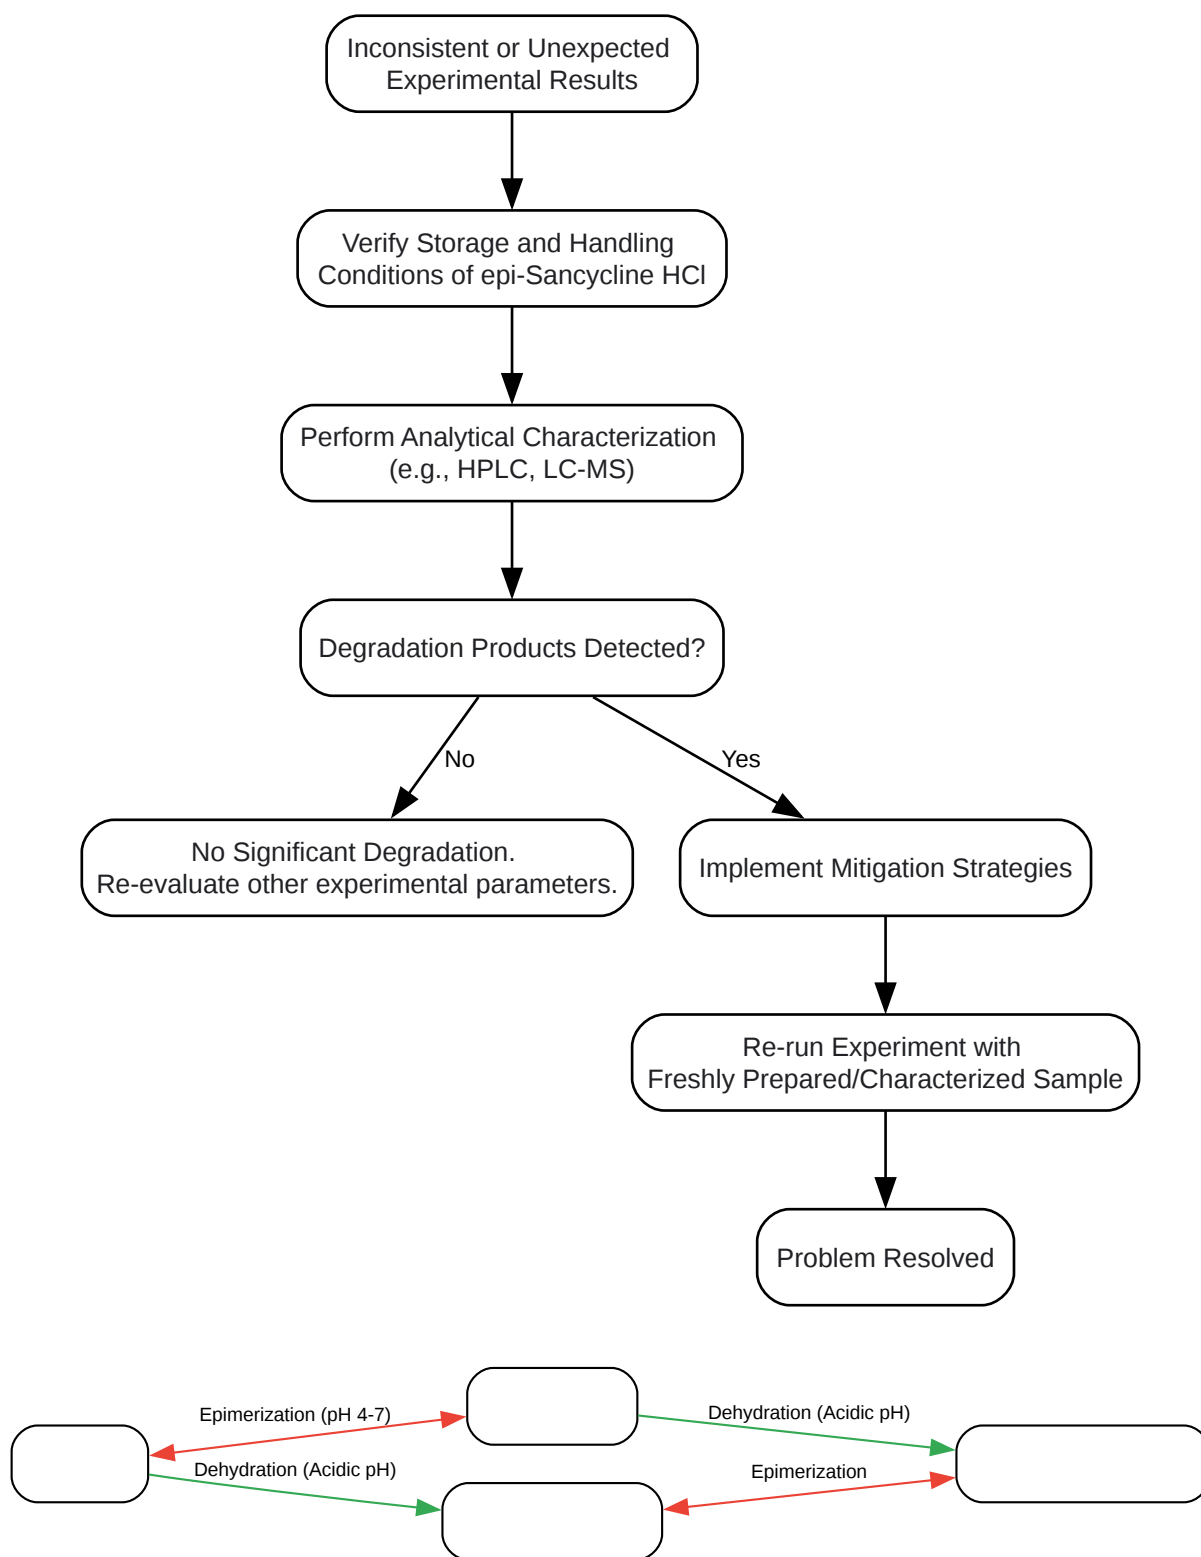 Inconsistent or Unexpected
Experimental Results
Verify Storage and Handling
Conditions of epi-Sancycline HCl
Perform Analytical Characterization
(e.g., HPLC, LC-MS)
Degradation Products Detected?
No
Yes
No Significant Degradation.
Re-evaluate other experimental parameters.
Implement Mitigation Strategies
Re-run Experiment with
Freshly Prepared/Characterized Sample
Problem Resolved
Epimerization (pH 4-7)
Dehydration (Acidic pH)
Dehydration (Acidic pH)
Epimerization